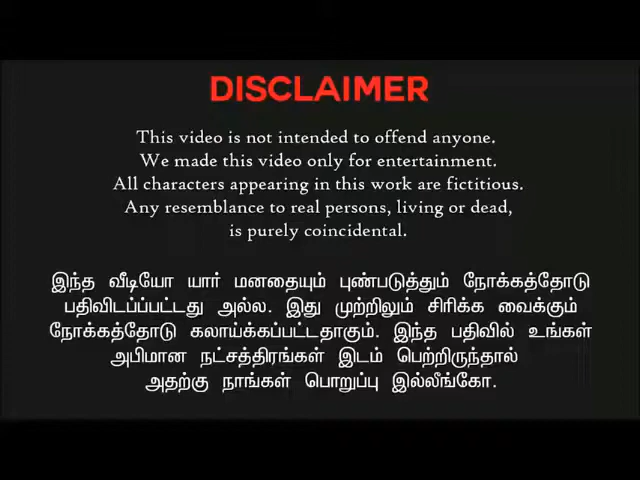 DISCLAIMER
This video is not intended to offend anyone.
We made this video only for entertainment.
All characters appearing in this work are fictitious.
Any resemblance to real persons, living or dead,
is purely coincidental.
இந்த வீடியோ யார் மனதையும் புண்படுத்தும் நோக்கத்தோடு
பதிவிடப்ப்பட்டது அல்ல. இது முற்றிலும் சிரிக்க வைக்கும்
நோக்கத்தோடு கலாய்க்கப்பட்டதாகும். இந்த பதிவில் உங்கள்
அபிமான நட்சத்திரங்கள் இடம் பெற்றிருந்தால்
அதற்கு நாங்கள் பொறுப்பு இல்லீங்கோ.